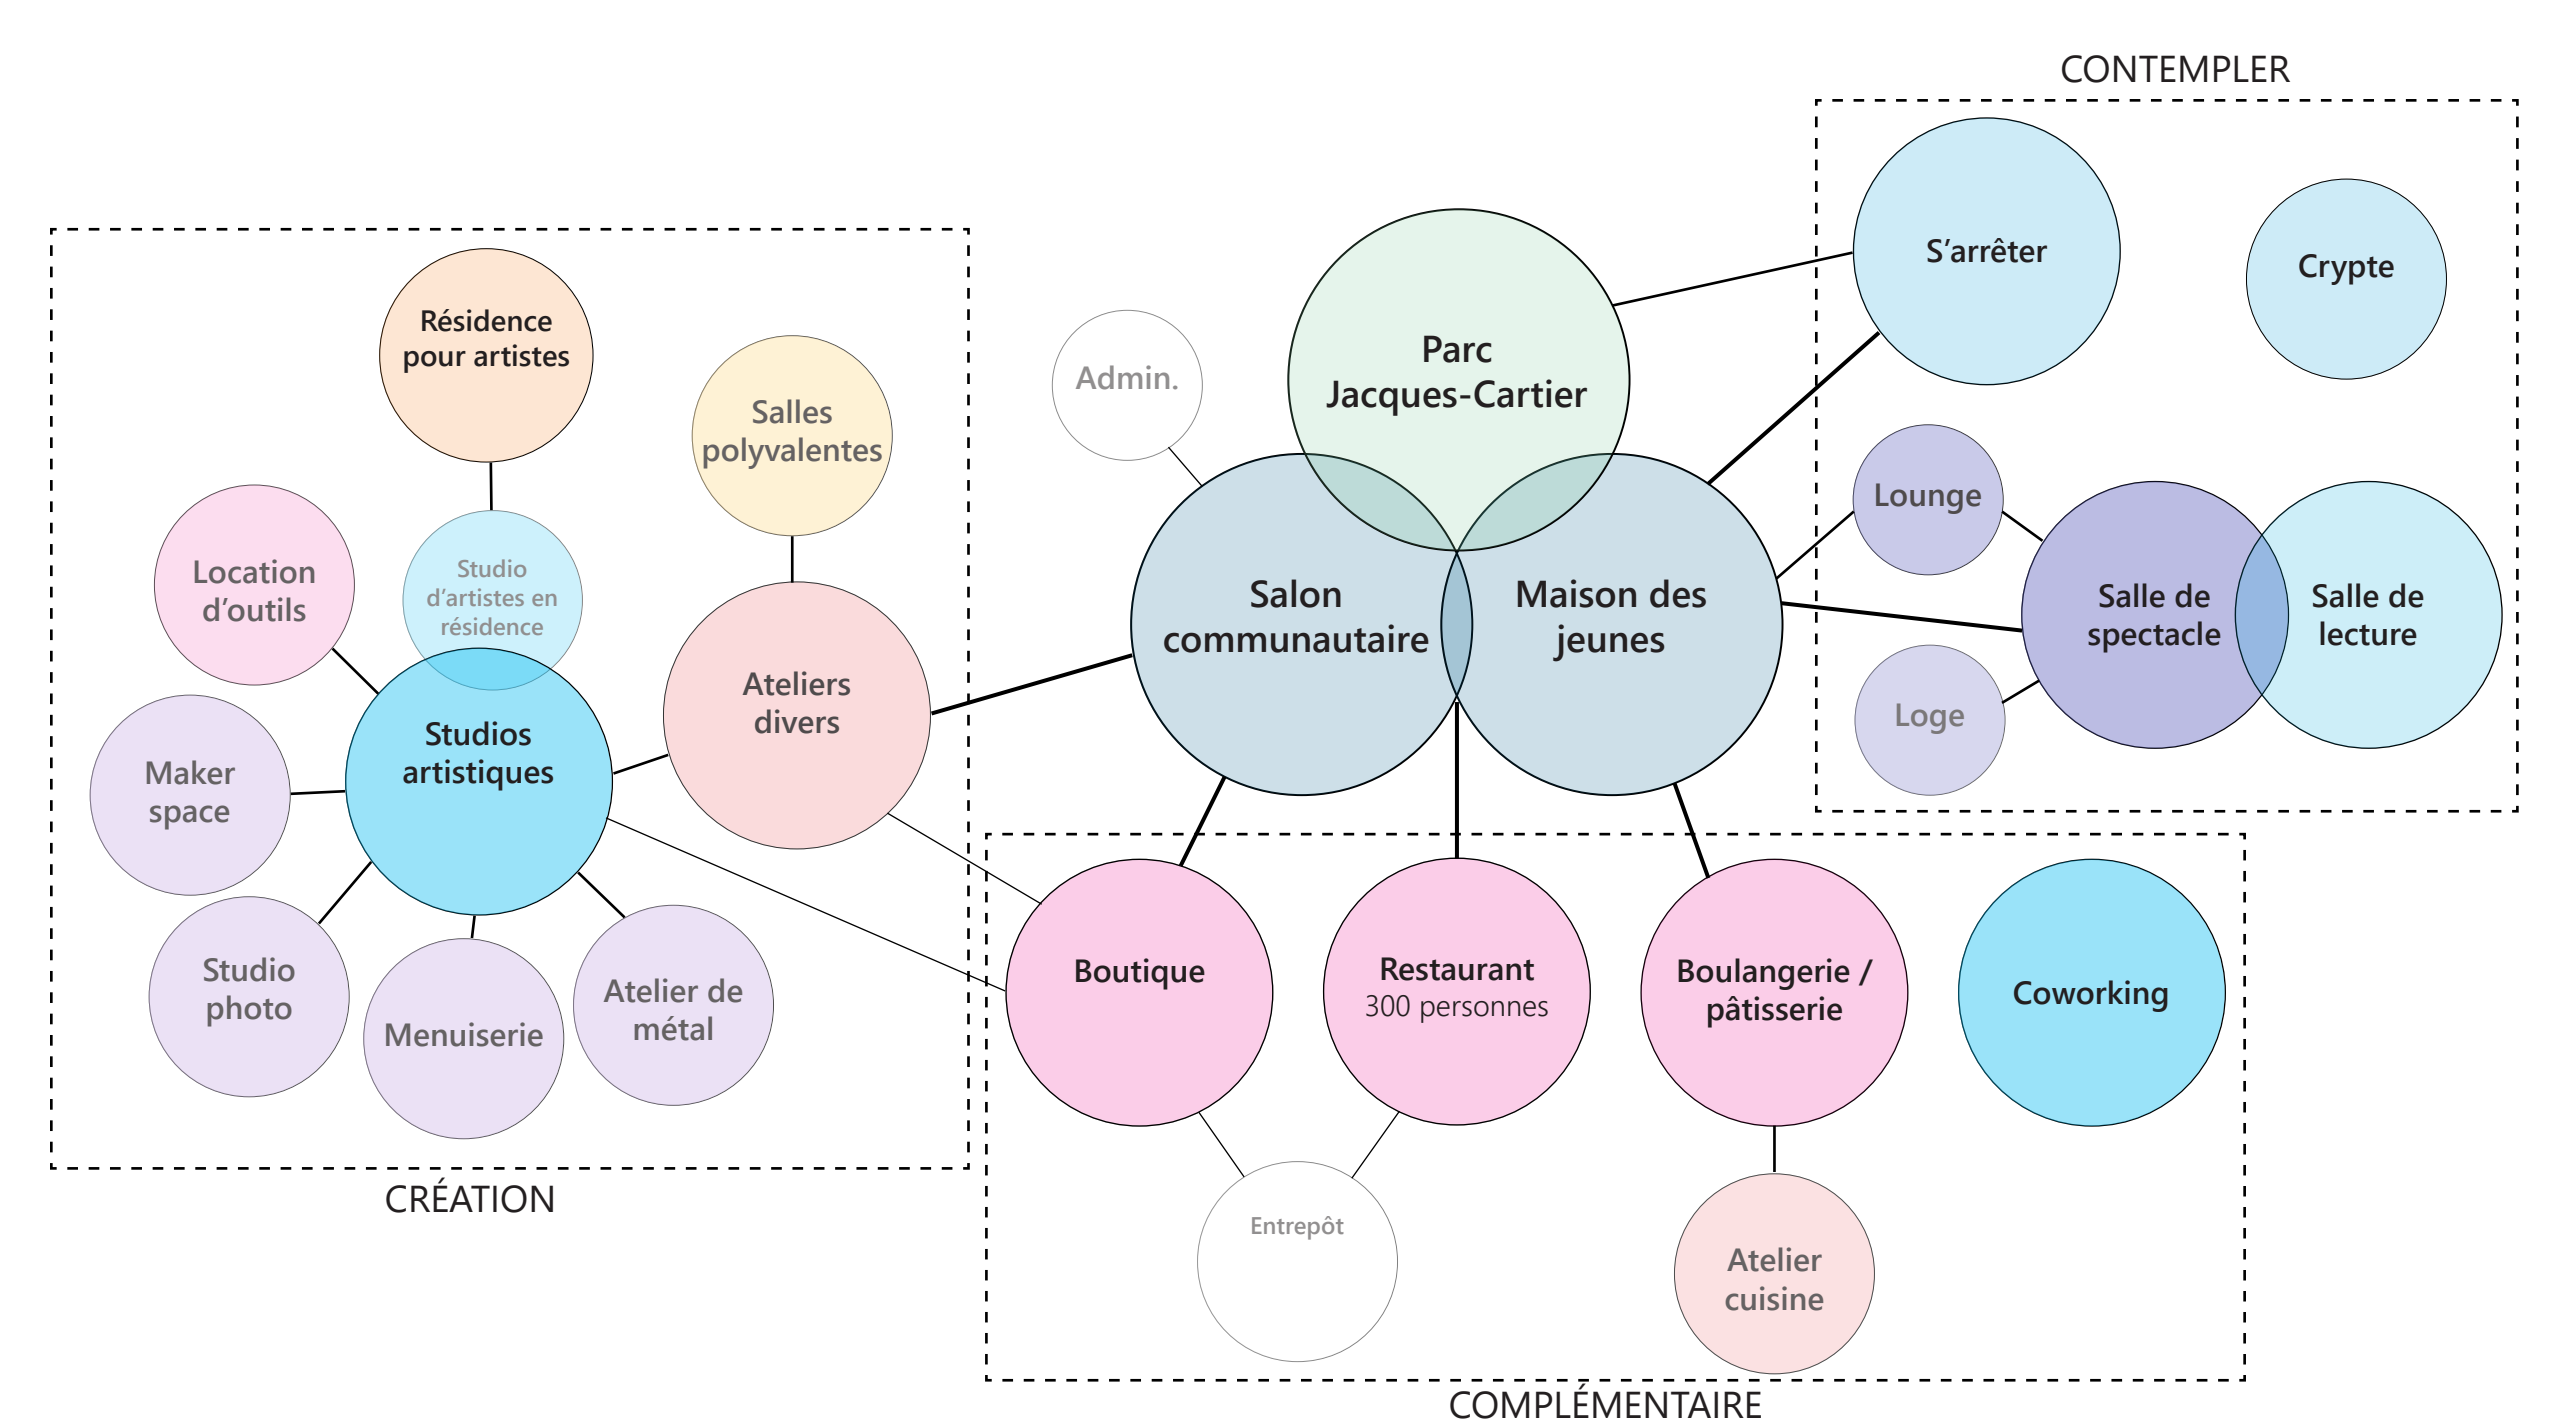 CONTEMPLER
S’arrêter
Crypte
Lounge
Salle de
spectacle
Salle de
lecture
Loge
Parc
Jacques-Cartier
Admin.
Salon
communautaire
Maison des
jeunes
Résidence
pour artistes
Salles
polyvalentes
Location
d’outils
Studio
d’artistes en
résidence
Ateliers
divers
Studios
artistiques
Maker
space
Studio
photo
Menuiserie
Atelier de
métal
CRÉATION
Boutique
Restaurant
300 personnes
Boulangerie /
pâtisserie
Coworking
Entrepôt
Atelier
cuisine
COMPLÉMENTAIRE